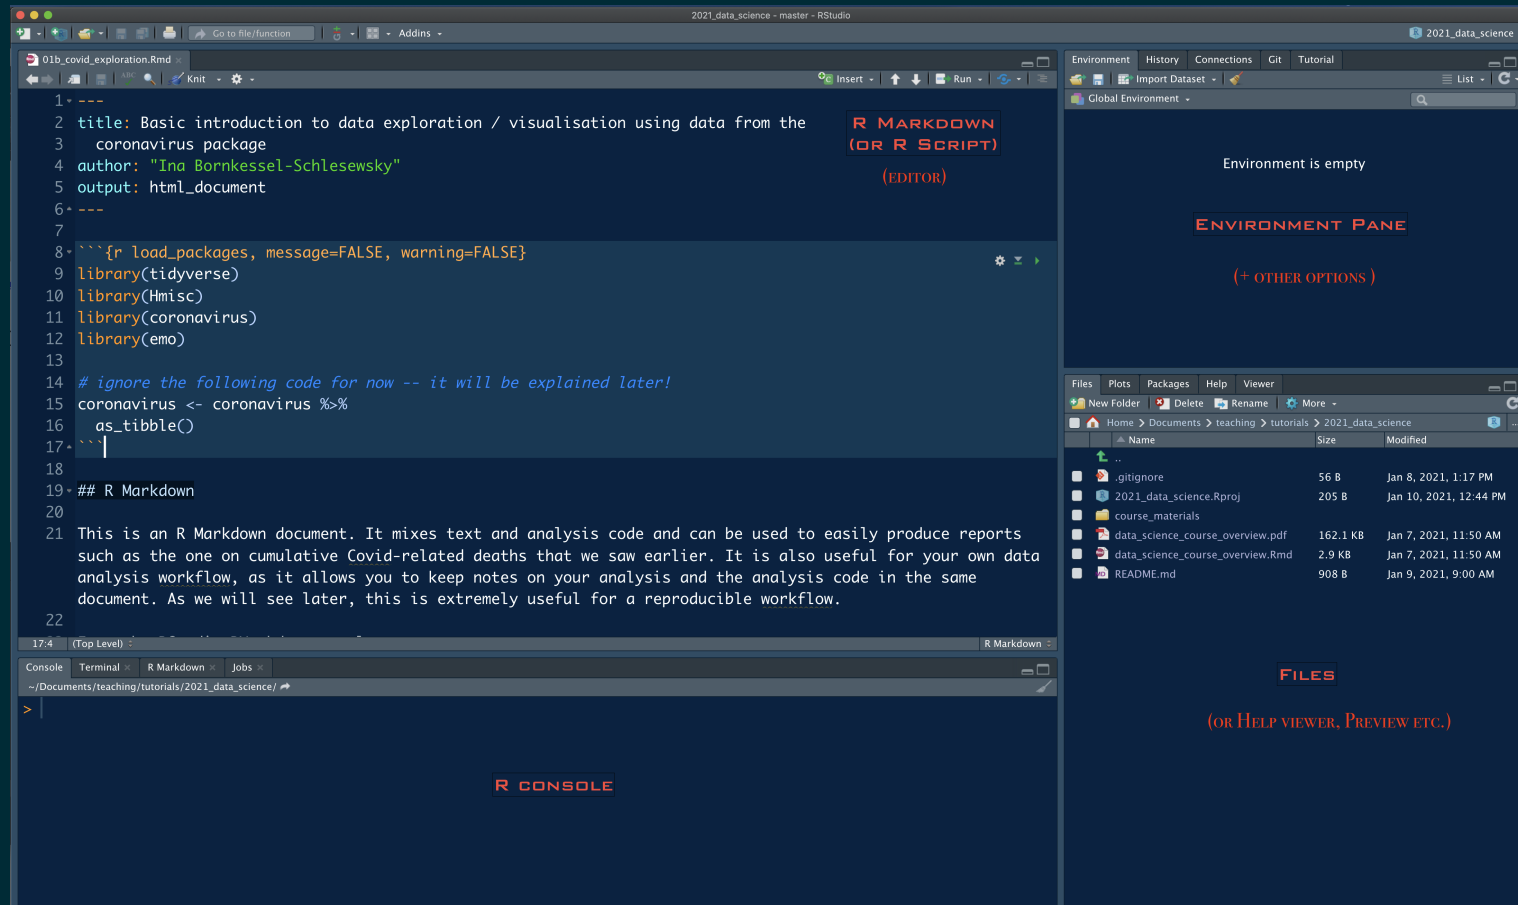 2021_data_science - master - RStudio
Go to file/function
Addins
2021_data_science
01b_covid_exploration.Rmd
ABC
Knit
Insert
Run
1 ---
2 title: Basic introduction to data exploration / visualisation using data from the
3 coronavirus package
4 author: "Ina Bornkessel-Schlesewsky"
5 output: html_document
6 ---
7
8 ```{r load_packages, message=FALSE, warning=FALSE}
9 library(tidyverse)
10 library(Hmisc)
11 library(coronavirus)
12 library(emo)
13
14 # ignore the following code for now -- it will be explained later!
15 coronavirus <- coronavirus %>%
16 as_tibble()
17 ```
18
19 ## R Markdown
20
21 This is an R Markdown document. It mixes text and analysis code and can be used to easily produce reports
such as the one on cumulative Covid-related deaths that we saw earlier. It is also useful for your own data
analysis workflow, as it allows you to keep notes on your analysis and the analysis code in the same
document. As we will see later, this is extremely useful for a reproducible workflow.
22
R Markdown
(or R Script)
(editor)
17:4 (Top Level) R Markdown
Console Terminal R Markdown Jobs
~/Documents/teaching/tutorials/2021_data_science/
>
R console
Environment History Connections Git Tutorial
Import Dataset List
Global Environment
Environment is empty
Environment Pane
(+ other options )
Files Plots Packages Help Viewer
New Folder Delete Rename More
Home > Documents > teaching > tutorials > 2021_data_science
Name Size Modified
..
.gitignore 56 B Jan 8, 2021, 1:17 PM
2021_data_science.Rproj 205 B Jan 10, 2021, 12:44 PM
course_materials
data_science_course_overview.pdf 162.1 KB Jan 7, 2021, 11:50 AM
data_science_course_overview.Rmd 2.9 KB Jan 7, 2021, 11:50 AM
README.md 908 B Jan 9, 2021, 9:00 AM
Files
(or Help viewer, Preview etc.)